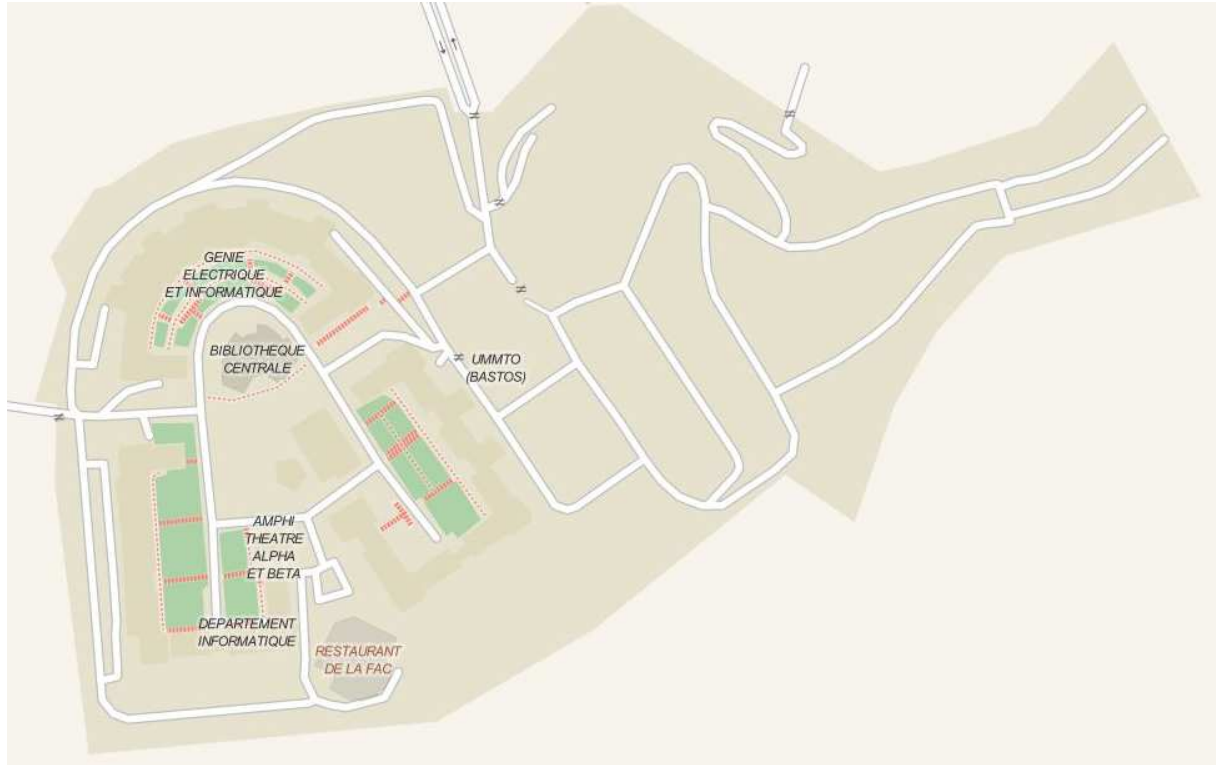 GENIE
ELECTRIQUE
ET INFORMATIQUE
BIBLIOTHEQUE
CENTRALE
UMMTO
(BASTOS)
AMPHI
THEATRE
ALPHA
ET BETA
DEPARTEMENT
INFORMATIQUE
RESTAURANT
DE LA FAC